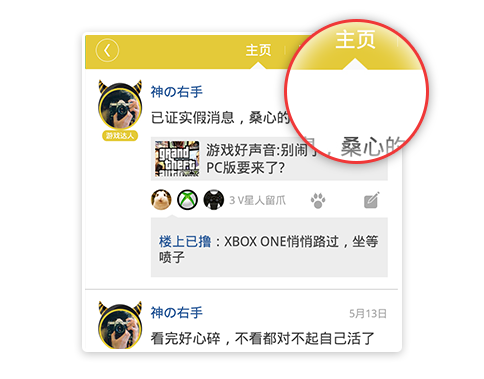 主页
主页
神の右手
已证实假消息，桑心的
，桑心的
游戏达人
grand
theft
auto
游戏好声音:别闹了
PC版要来了?
3 V星人留爪
楼上已撸：XBOX ONE悄悄路过，坐等
喷子
神の右手
5月13日
看完好心碎，不看都对不起自己活了